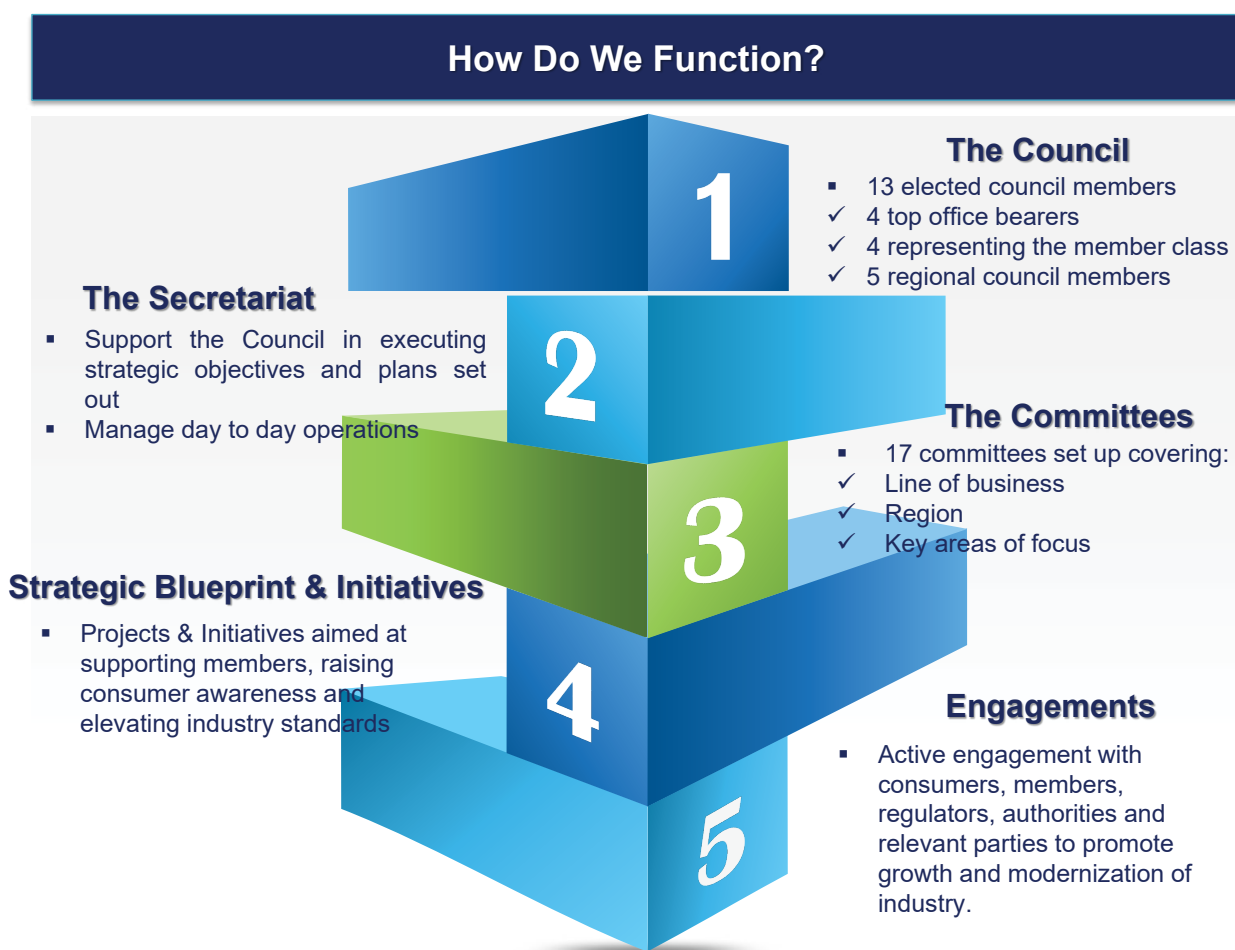 How Do We Function?
1
The Council
▪ 13 elected council members
✓ 4 top office bearers
✓ 4 representing the member class
✓ 5 regional council members
2
The Secretariat
▪ Support the Council in executing
strategic objectives and plans set
out
▪ Manage day to day operations
3
The Committees
▪ 17 committees set up covering:
✓ Line of business
✓ Region
✓ Key areas of focus
4
Strategic Blueprint & Initiatives
▪ Projects & Initiatives aimed at
supporting members, raising
consumer awareness and
elevating industry standards
5
Engagements
▪ Active engagement with
consumers, members,
regulators, authorities and
relevant parties to promote
growth and modernization of
industry.